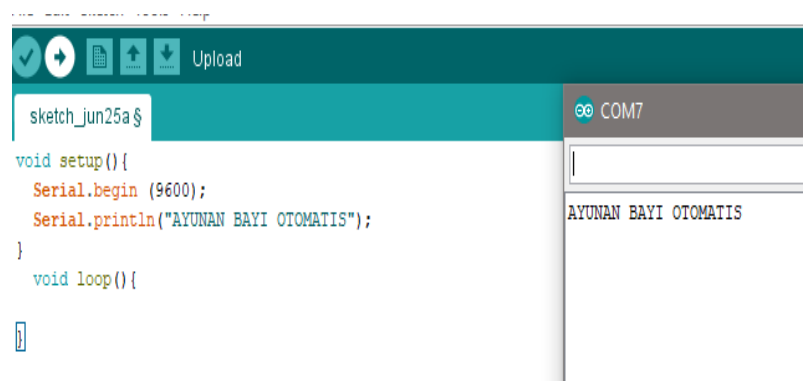 Upload
sketch_jun25a §
void setup(){
Serial.begin (9600);
Serial.println("AYUNAN BAYI OTOMATIS");
}
void loop(){
}
COM7
AYUNAN BAYI OTOMATIS